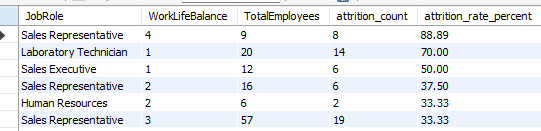 JobRole WorkLifeBalance TotalEmployees attrition_count attrition_rate_percent
Sales Representative 4 9 8 88.89
Laboratory Technician 1 20 14 70.00
Sales Executive 1 12 6 50.00
Sales Representative 2 16 6 37.50
Human Resources 2 6 2 33.33
Sales Representative 3 57 19 33.33